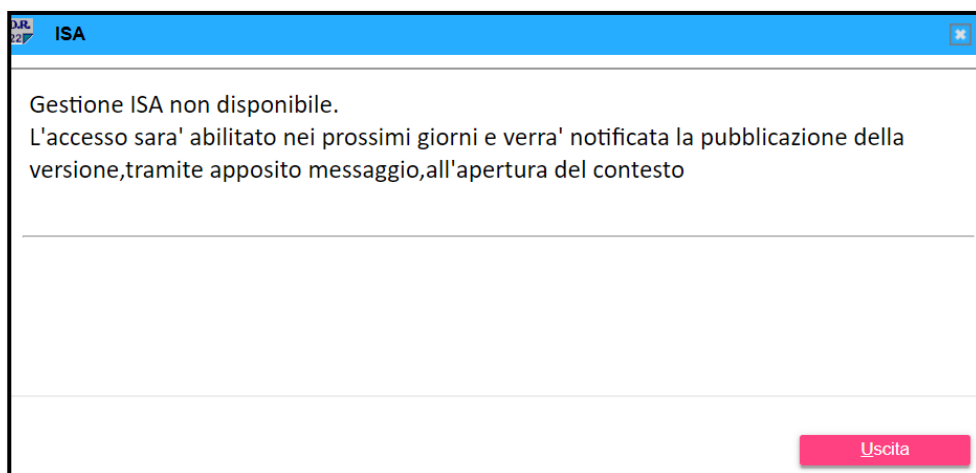 D.R.
22
ISA
Gestione ISA non disponibile.
L'accesso sara' abilitato nei prossimi giorni e verra' notificata la pubblicazione della
versione,tramite apposito messaggio,all'apertura del contesto
Uscita